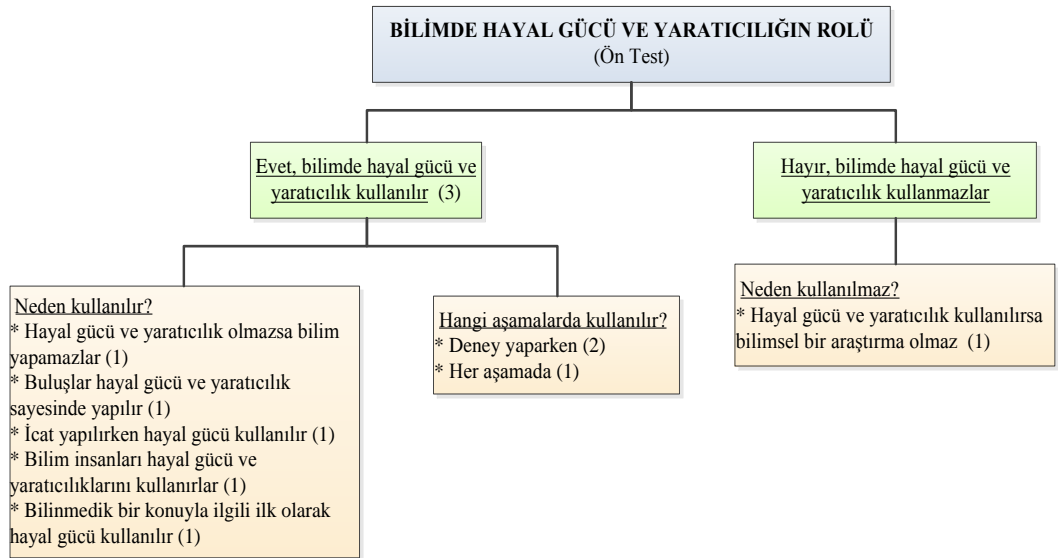 BİLİMDE HAYAL GÜCÜ VE YARATICILIĞIN ROLÜ
(Ön Test)
Evet, bilimde hayal gücü ve
yaratıcılık kullanılır (3)
Hayır, bilimde hayal gücü ve
yaratıcılık kullanmazlar
Neden kullanılır?
* Hayal gücü ve yaratıcılık olmazsa bilim
yapamazlar (1)
* Buluşlar hayal gücü ve yaratıcılık
sayesinde yapılır (1)
* İcat yapılırken hayal gücü kullanılır (1)
* Bilim insanları hayal gücü ve
yaratıcılıklarını kullanırlar (1)
* Bilinmedik bir konuyla ilgili ilk olarak
hayal gücü kullanılır (1)
Hangi aşamalarda kullanılır?
* Deney yaparken (2)
* Her aşamada (1)
Neden kullanılmaz?
* Hayal gücü ve yaratıcılık kullanılırsa
bilimsel bir araştırma olmaz (1)